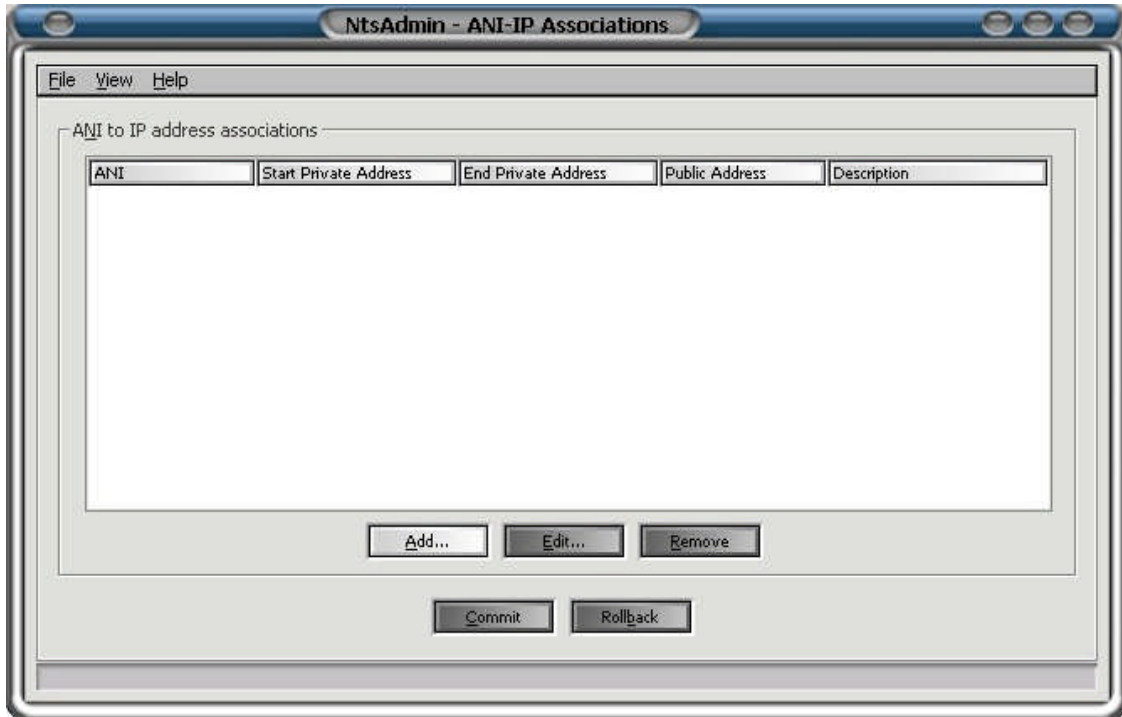 NtsAdmin - ANI-IP Associations
File View Help
ANI to IP address associations
ANI Start Private Address End Private Address Public Address Description
Add... Edit... Remove
Commit Rollback